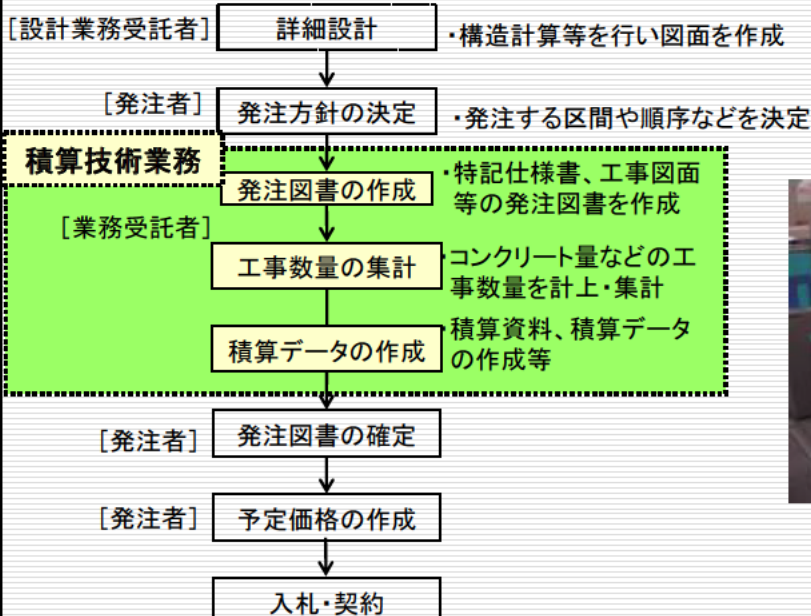 [設計業務受託者]
詳細設計
・構造計算等を行い図面を作成
[発注者]
発注方針の決定
・発注する区間や順序などを決定
積算技術業務
発注図書の作成
・特記仕様書、工事図面
等の発注図書を作成
[業務受託者]
工事数量の集計
・コンクリート量などの工
事数量を計上・集計
積算データの作成
・積算資料、積算データ
の作成等
[発注者]
発注図書の確定
[発注者]
予定価格の作成
入札・契約